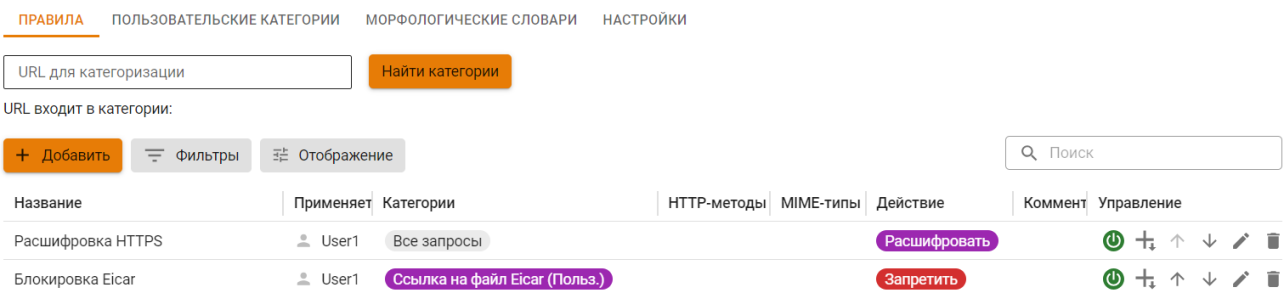 ПРАВИЛА ПОЛЬЗОВАТЕЛЬСКИЕ КАТЕГОРИИ МОРФОЛОГИЧЕСКИЕ СЛОВАРИ НАСТРОЙКИ
URL для категоризации Найти категории
URL входит в категории:
+ Добавить Фильтры Отображение Поиск
Название Применяет Категории HTTP-методы MIME-типы Действие Коммент Управление
Расшифровка HTTPS User1 Все запросы Расшифровать
Блокировка Eicar User1 Ссылка на файл Eicar (Польз.) Запретить